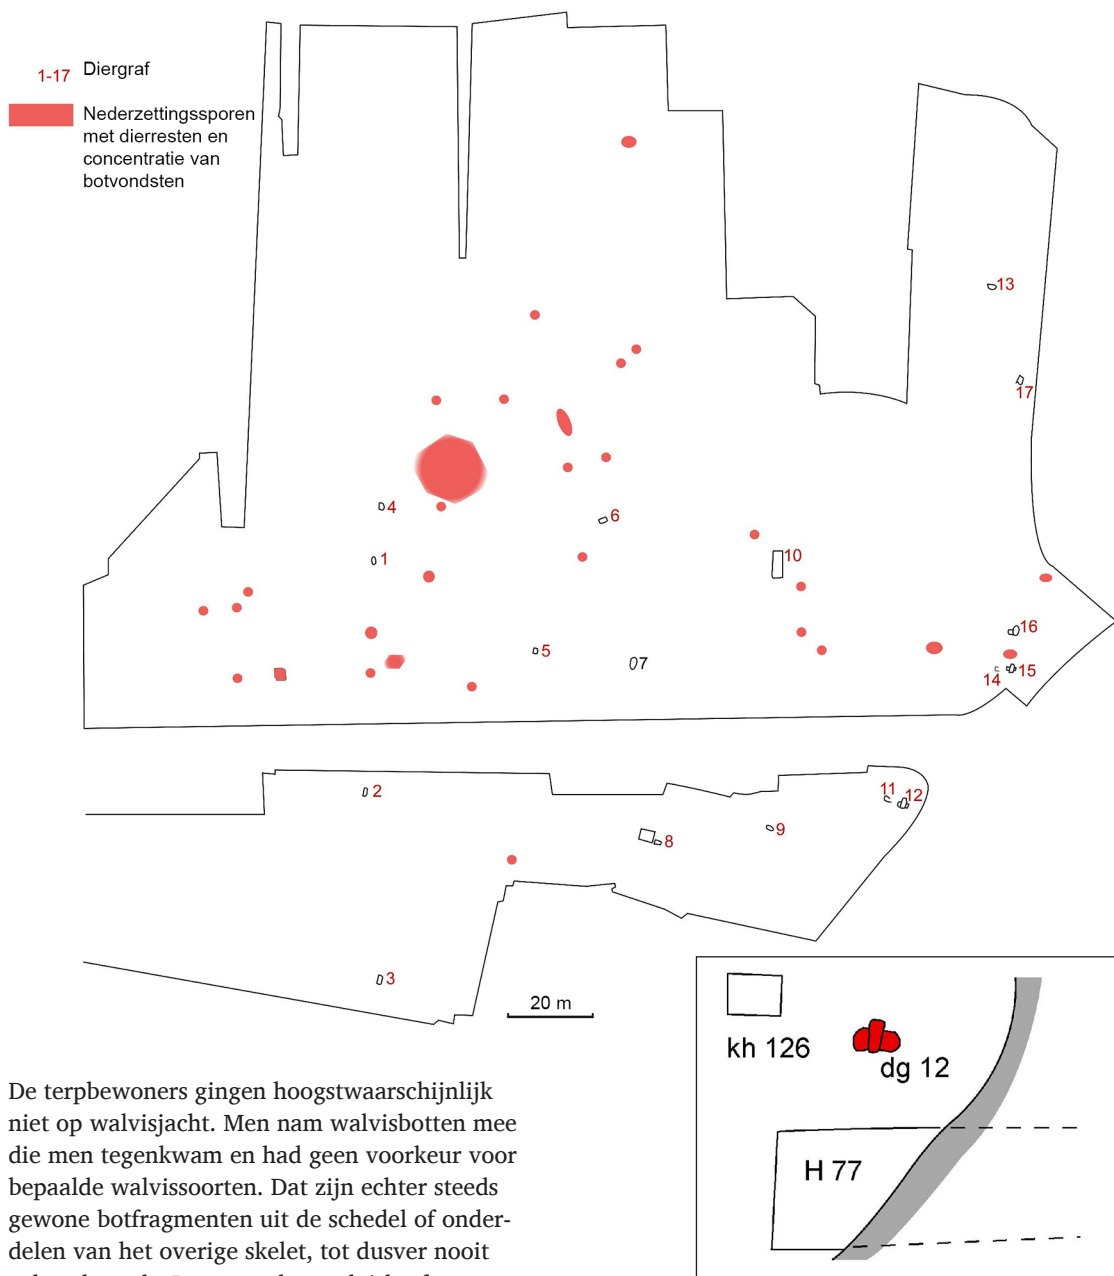 1-17 Diergraf
Nederzettingssporen
met dierresten en
concentratie van
botvondsten
13
17
4
6
1
10
16
5
7
14
15
2
11
12
8
9
3
20 m
kh 126
dg 12
H 77
De terpbewoners gingen hoogstwaarschijnlijk
niet op walvisjacht. Men nam walvisbotten mee
die men tegenkwam en had geen voorkeur voor
bepaalde walvissoorten. Dat zijn echter steeds
gewone botfragmenten uit de schedel of onder-
delen van het overige skelet, tot dusver nooit